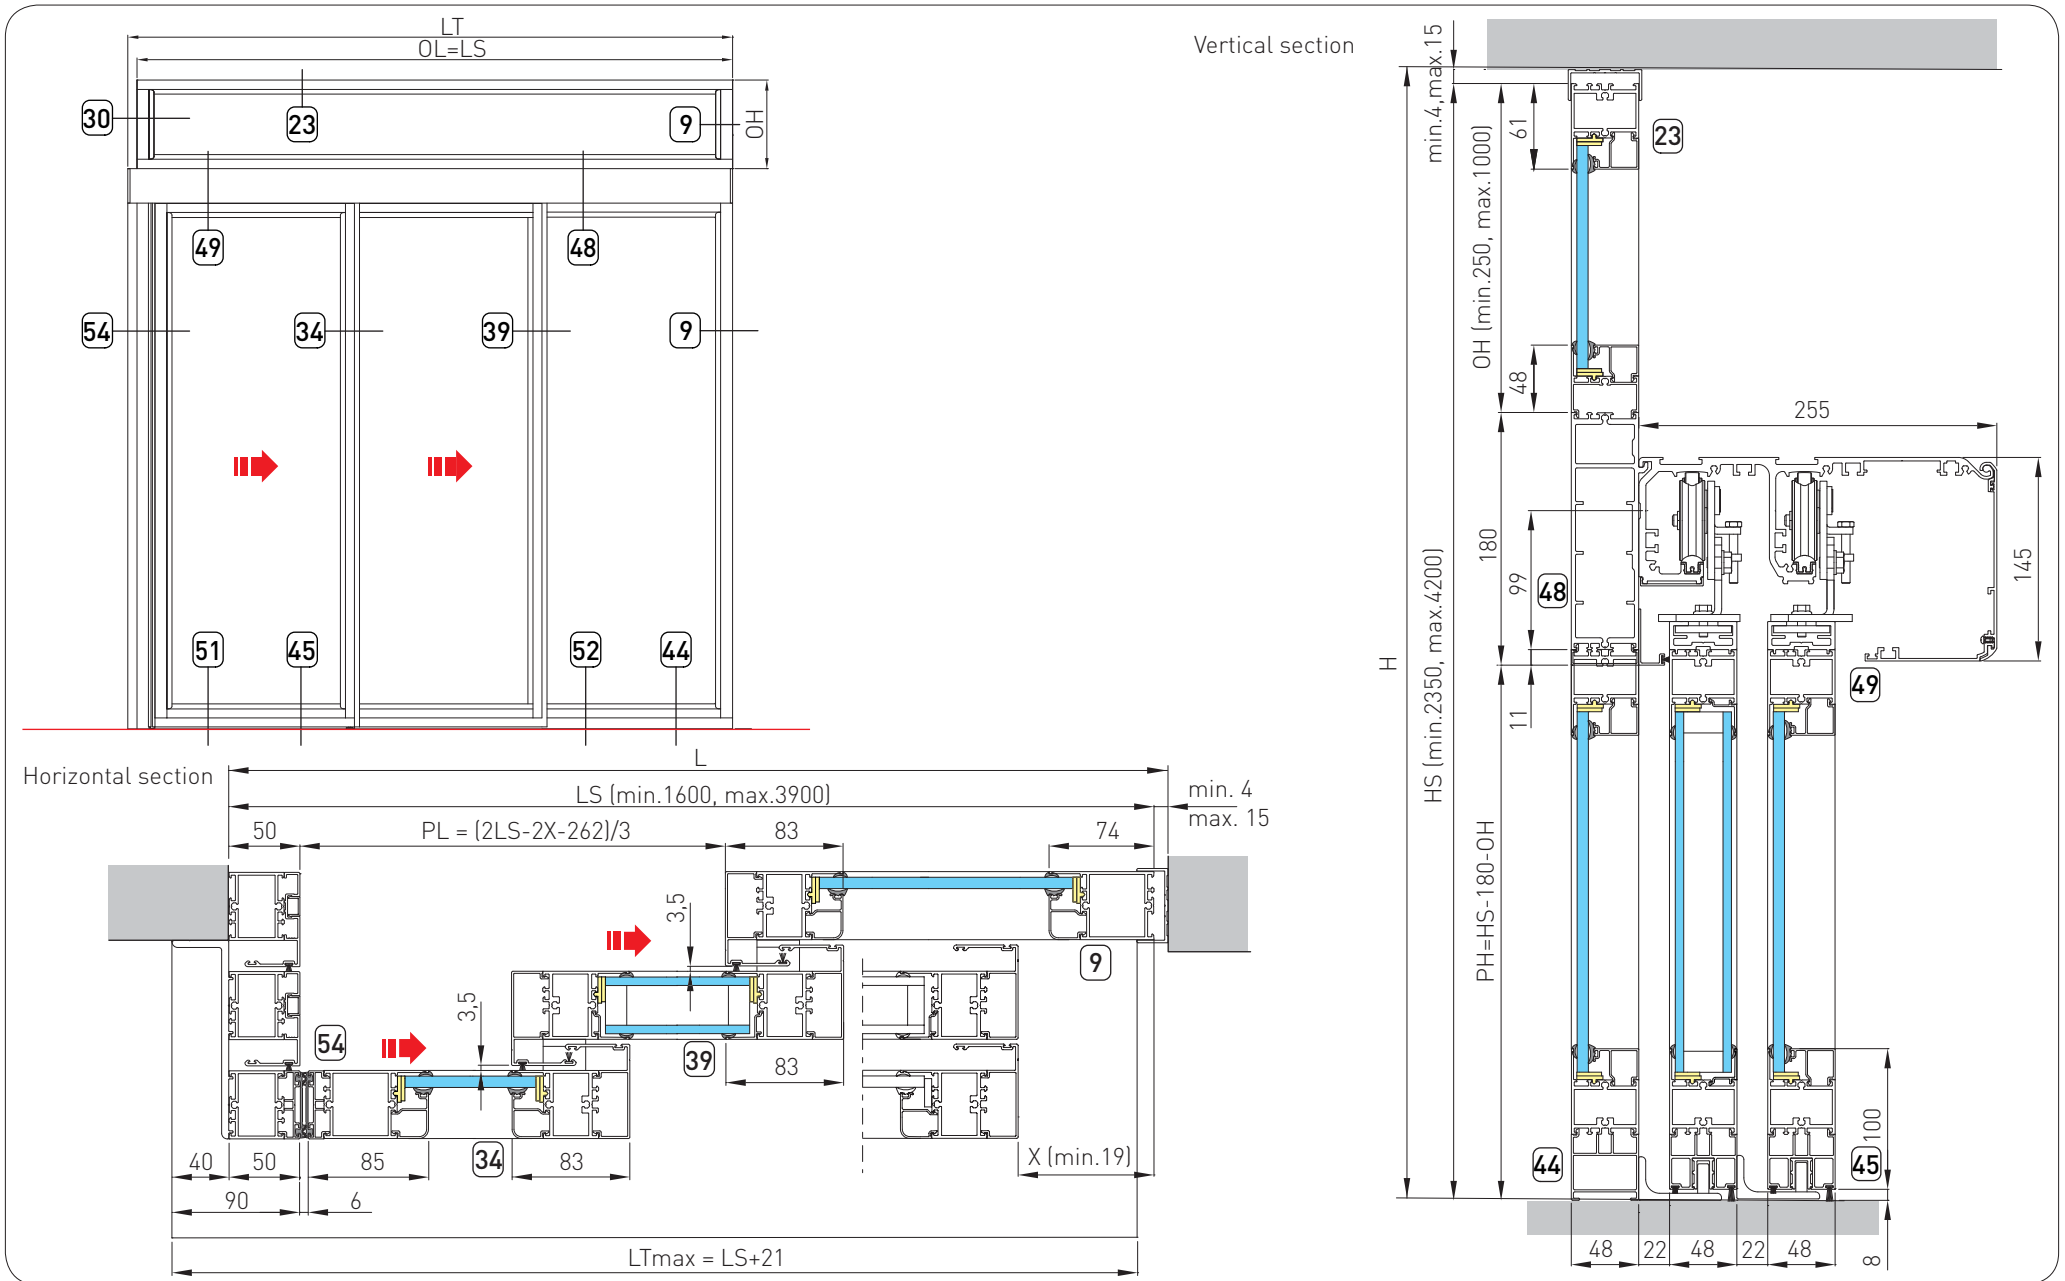 LT
OL=LS
OH
30
23
9
49
48
54
34
39
9
51
45
52
44
Horizontal section
L
LS (min.1600, max.3900)
min. 4
max. 15
50
PL = (2LS-2X-262)/3
83
74
3,5
9
3,5
54
39
83
34
40
50
85
83
X (min.19)
90
6
LTmax = LS+21
Vertical section
min.4,max.15
61
23
OH (min.250, max.1000)
48
255
180
99
48
145
H
HS (min.2350, max.4200)
49
11
PH=HS-180-OH
100
44
45
48
22
48
22
48
8